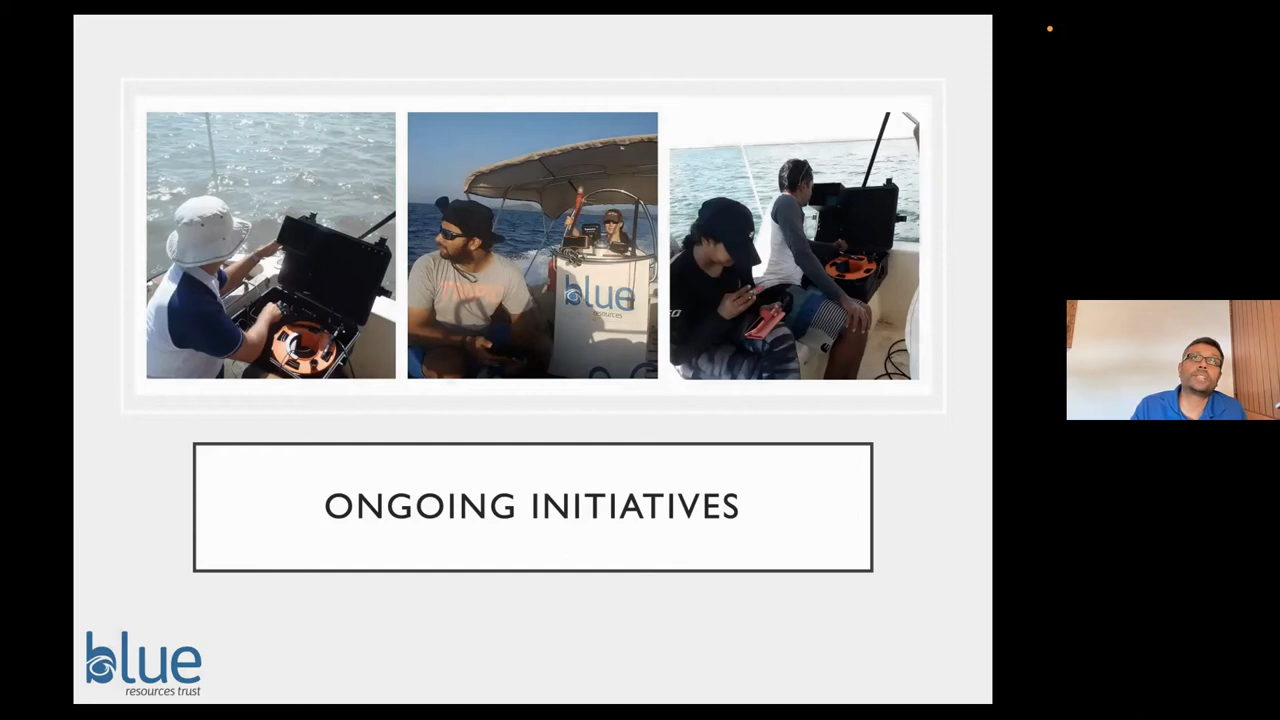 blue
resources
ONGOING INITIATIVES
blue
resources trust